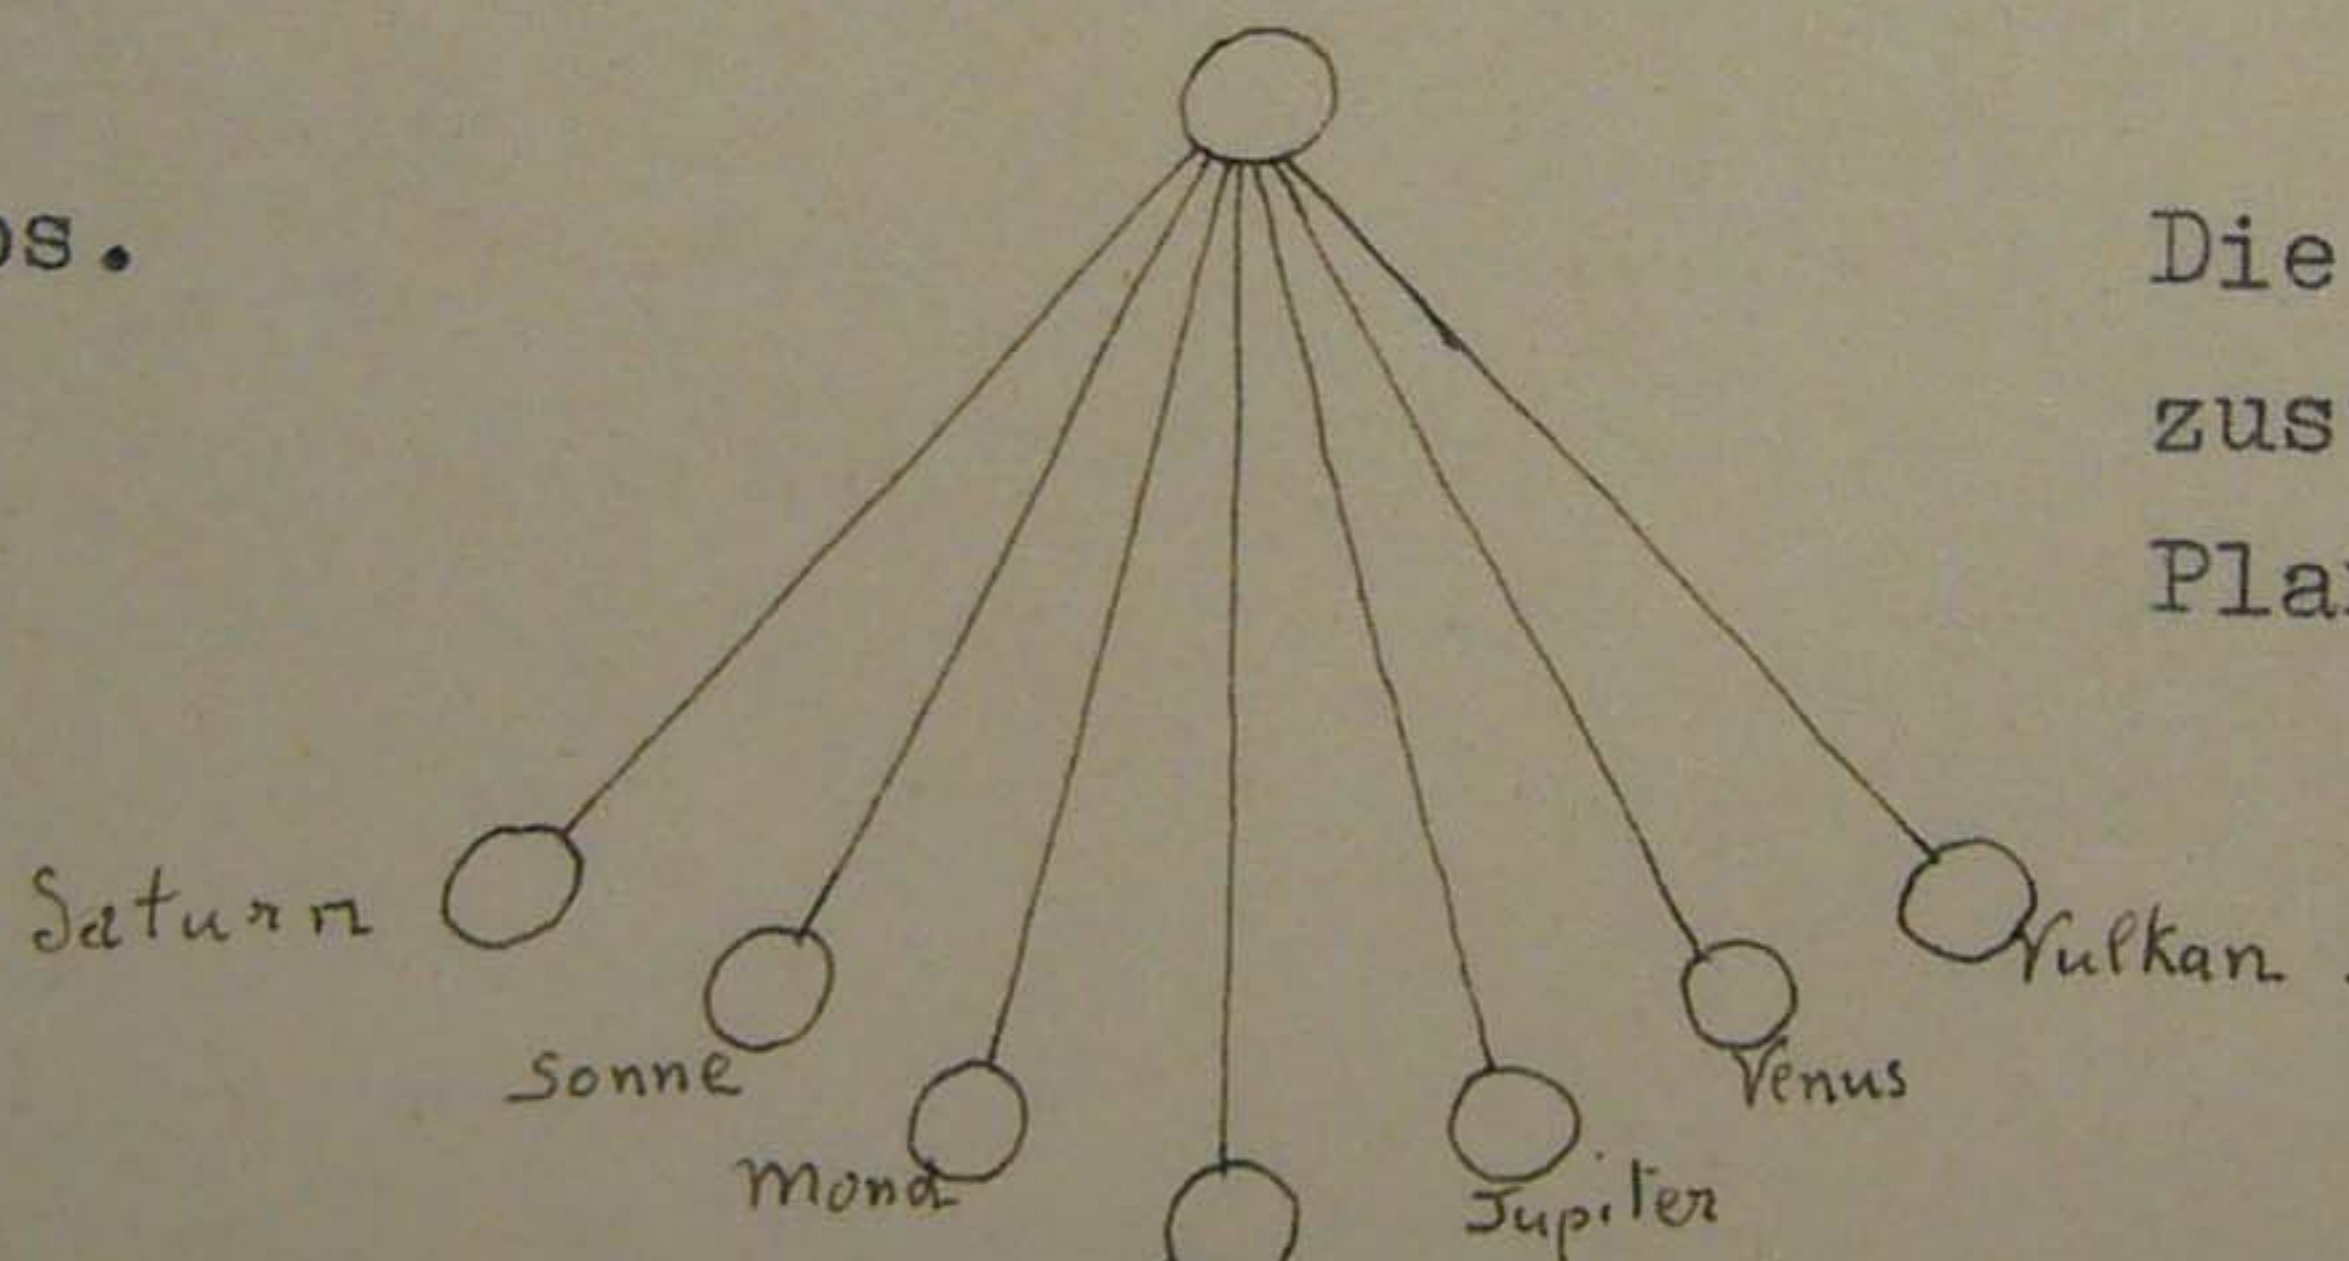 os.
Die
zus
Pla
Saturn
Sonne
Mond
Jupiter
Venus
Vulkan